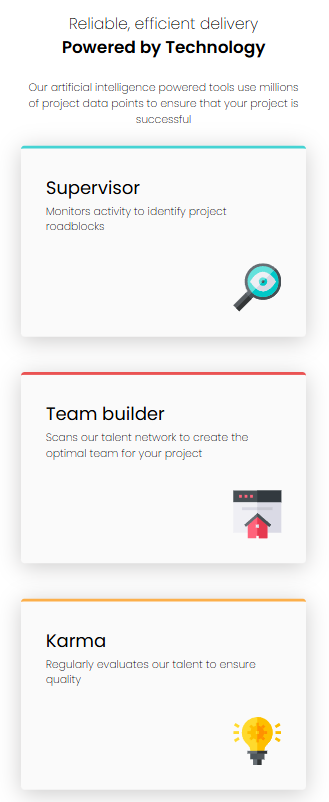 Reliable, efficient delivery
Powered by Technology
Our artificial intelligence powered tools use millions
of project data points to ensure that your project is
successful
Supervisor
Monitors activity to identify project
roadblocks
Team builder
Scans our talent network to create the
optimal team for your project
Karma
Regularly evaluates our talent to ensure
quality